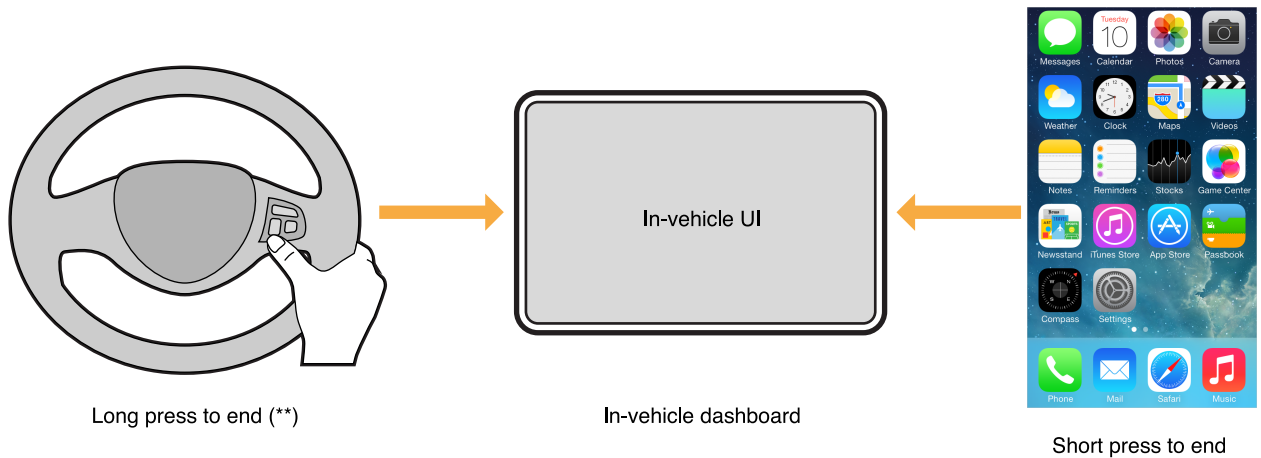 Tuesday
10
Messages Calendar Photos Camera
280
Weather Clock Maps Videos
Notes Reminders Stocks Game Center
Newsstand iTunes Store App Store Passbook
N
W E
S
Compass Settings
Phone Mail Safari Music
In-vehicle UI
Long press to end (**)
In-vehicle dashboard
Short press to end